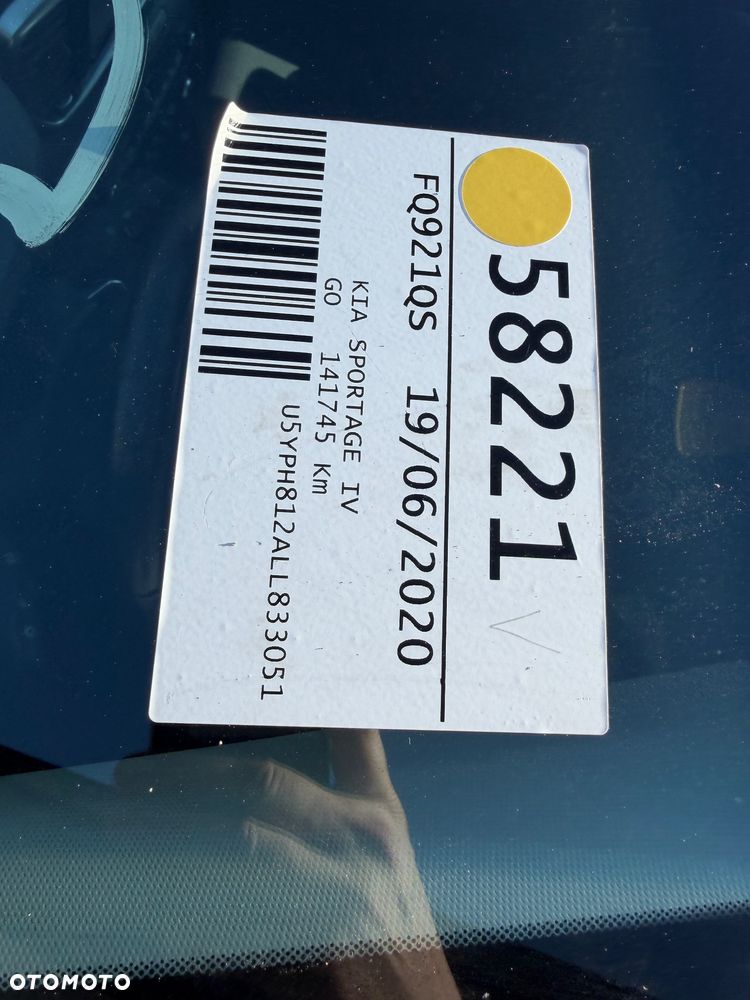 58221
FQ921QS 19/06/2020
KIA SPORTAGE IV
GO 141745 Km
U5YPH812ALL833051
OTOMOTO